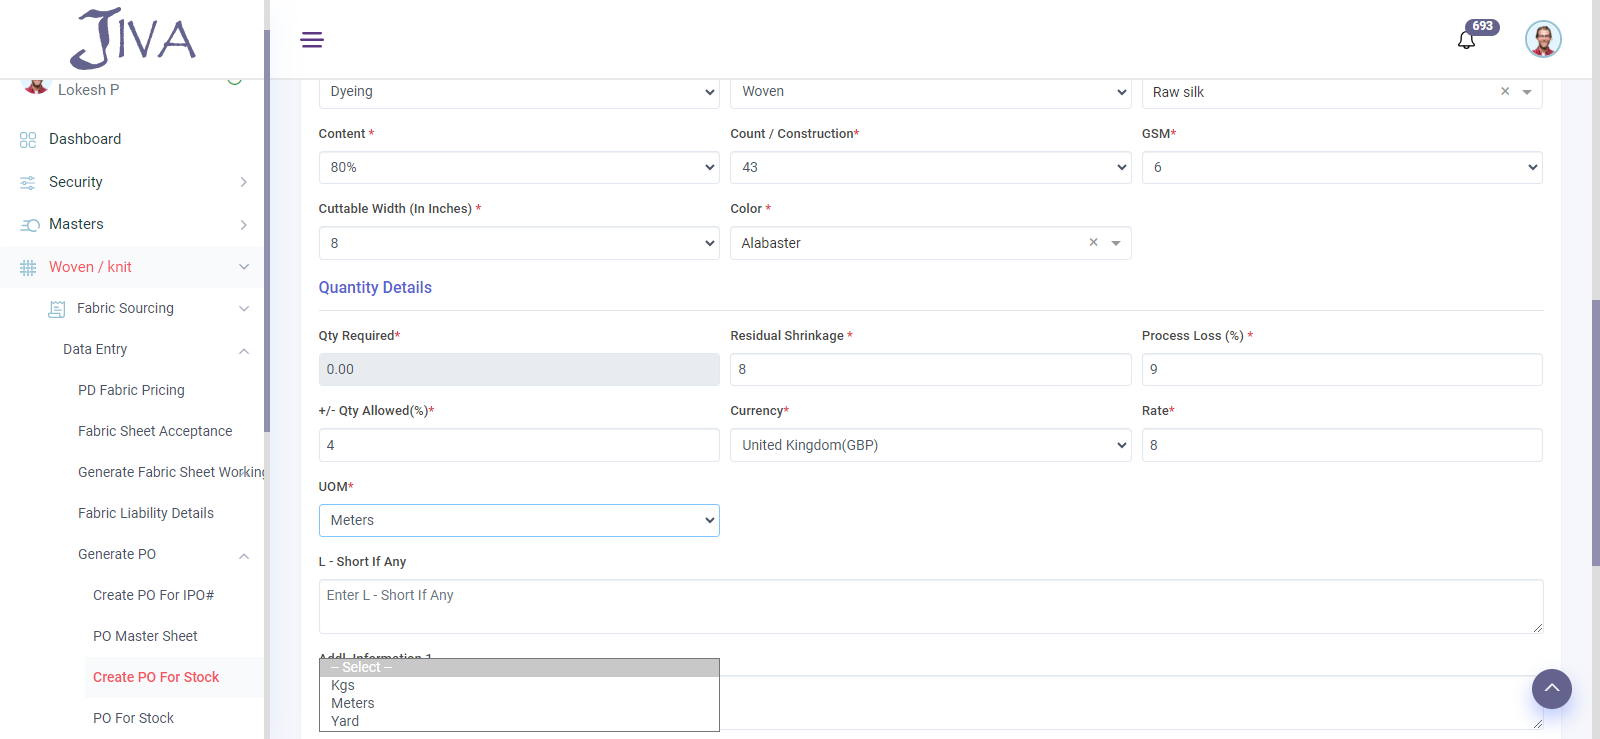 JIVA
693
Lokesh P
Dashboard
Security
Masters
Woven / knit
Fabric Sourcing
Data Entry
PD Fabric Pricing
Fabric Sheet Acceptance
Generate Fabric Sheet Working
Fabric Liability Details
Generate PO
Create PO For IPO#
PO Master Sheet
Create PO For Stock
PO For Stock
Dyeing
Woven
Raw silk
Content *
Count / Construction*
GSM*
80%
43
6
Cuttable Width (In Inches) *
Color *
8
Alabaster
Quantity Details
Qty Required*
Residual Shrinkage *
Process Loss (%) *
0.00
8
9
+/- Qty Allowed(%)*
Currency*
Rate*
4
United Kingdom(GBP)
8
UOM*
Meters
L - Short If Any
Enter L - Short If Any
Addl. Information 1
-- Select --
Kgs
Meters
Yard